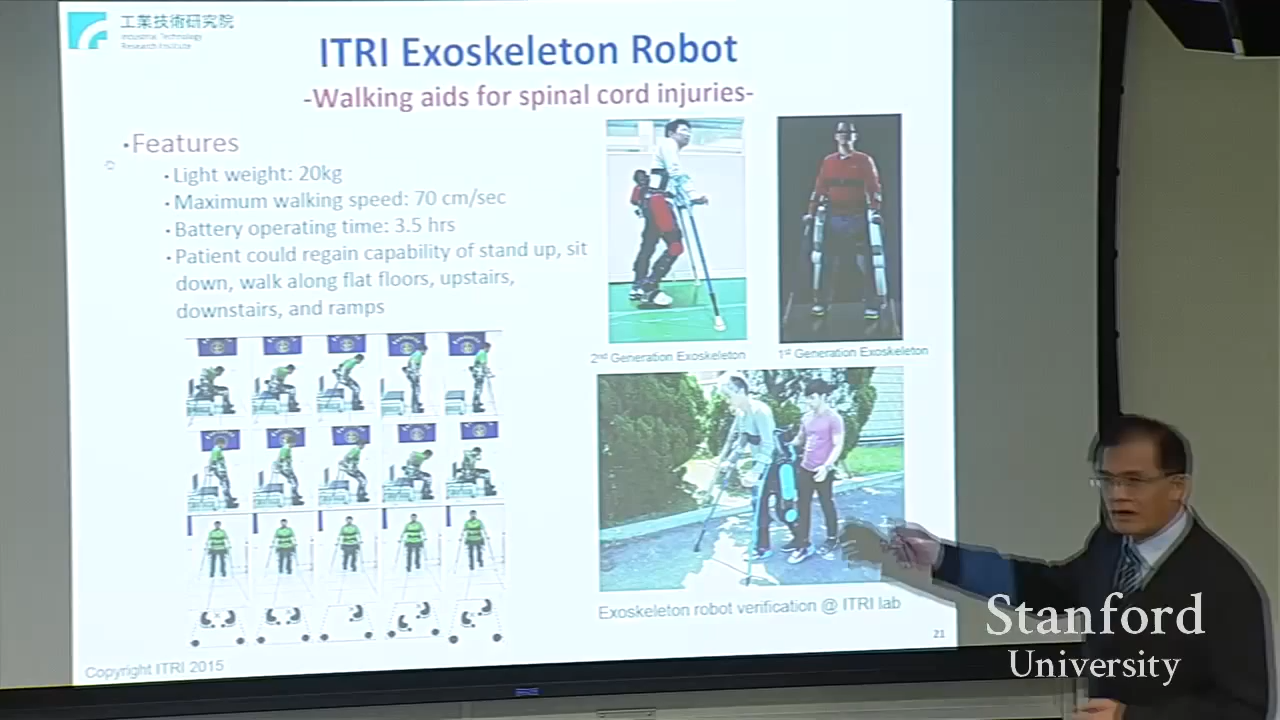 工業技術研究院
Industrial Technology
Research Institute
ITRI Exoskeleton Robot
-Walking aids for spinal cord injuries-
·Features
·Light weight: 20kg
·Maximum walking speed: 70 cm/sec
·Battery operating time: 3.5 hrs
·Patient could regain capability of stand up, sit
down, walk along flat floors, upstairs,
downstairs, and ramps
2nd Generation Exoskeleton
1st Generation Exoskeleton
Exoskeleton robot verification @ ITRI lab
21
Copyright ITRI 2015
Stanford
University